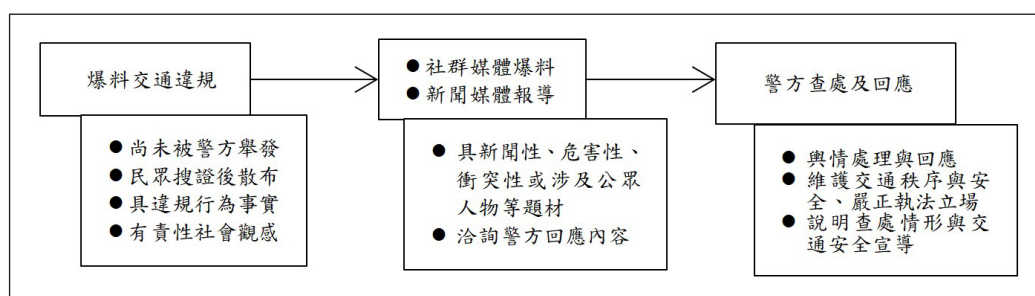 爆料交通違規
● 尚未被警方舉發
● 民眾搜證後散布
● 具違規行為事實
● 有責性社會觀感
● 社群媒體爆料
● 新聞媒體報導
● 具新聞性、危害性、
衝突性或涉及公眾
人物等題材
● 洽詢警方回應內容
警方查處及回應
● 輿情處理與回應
● 維護交通秩序與安
全、嚴正執法立場
● 說明查處情形與交
通安全宣導